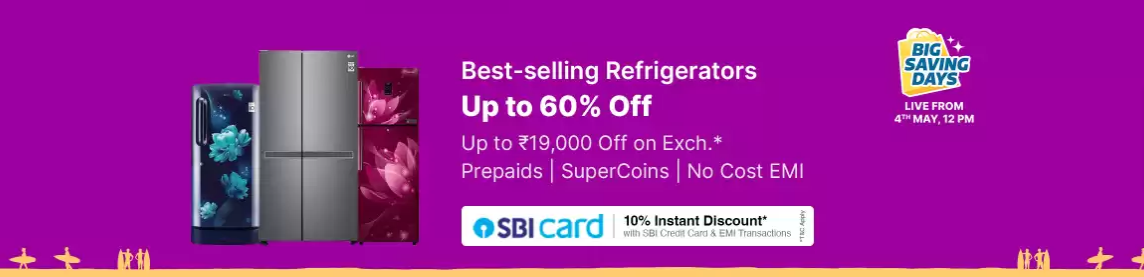 Best-selling Refrigerators
Up to 60% Off
Up to ₹19,000 Off on Exch.*
Prepaids | SuperCoins | No Cost EMI
SBI card
10% Instant Discount*
with SBI Credit Card & EMI Transactions
*T&C Apply
BIG
SAVING
DAYS
LIVE FROM
4TH MAY, 12 PM